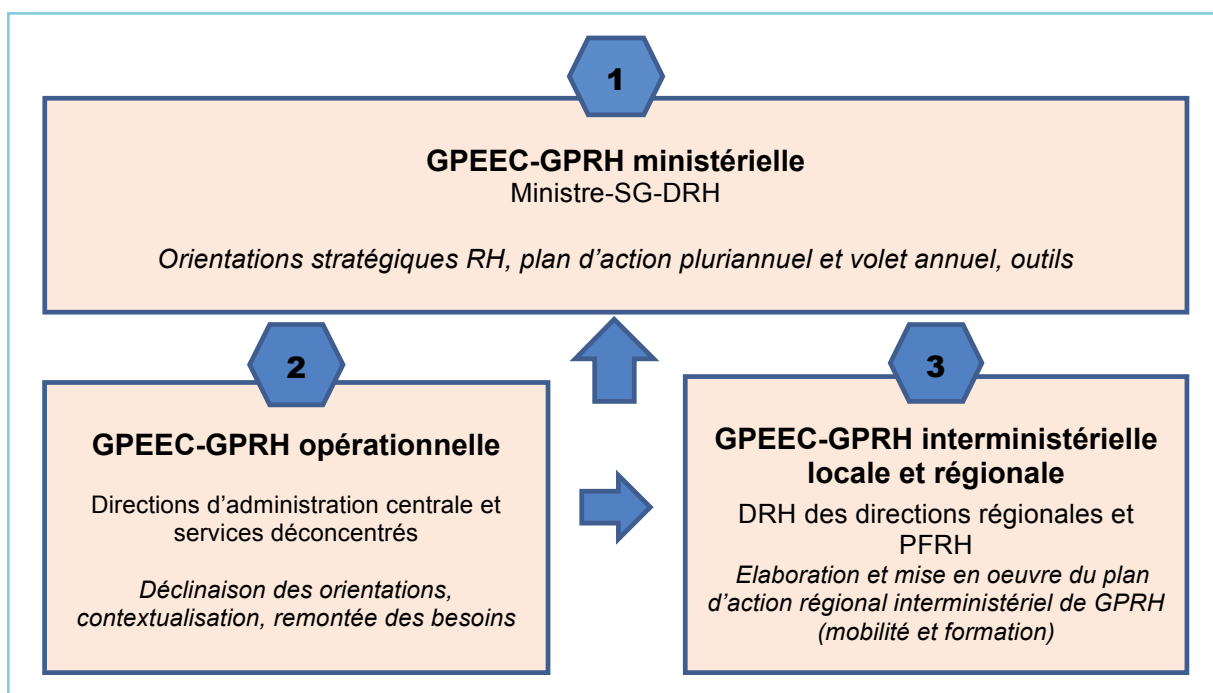 1
GPEEC-GPRH ministérielle
Ministre-SG-DRH
Orientations stratégiques RH, plan d’action pluriannuel et volet annuel, outils
2
GPEEC-GPRH opérationnelle
Directions d’administration centrale et
services déconcentrés
Déclinaison des orientations,
contextualisation, remontée des besoins
3
GPEEC-GPRH interministérielle
locale et régionale
DRH des directions régionales et
PFRH
Elaboration et mise en oeuvre du plan
d’action régional interministériel de GPRH
(mobilité et formation)